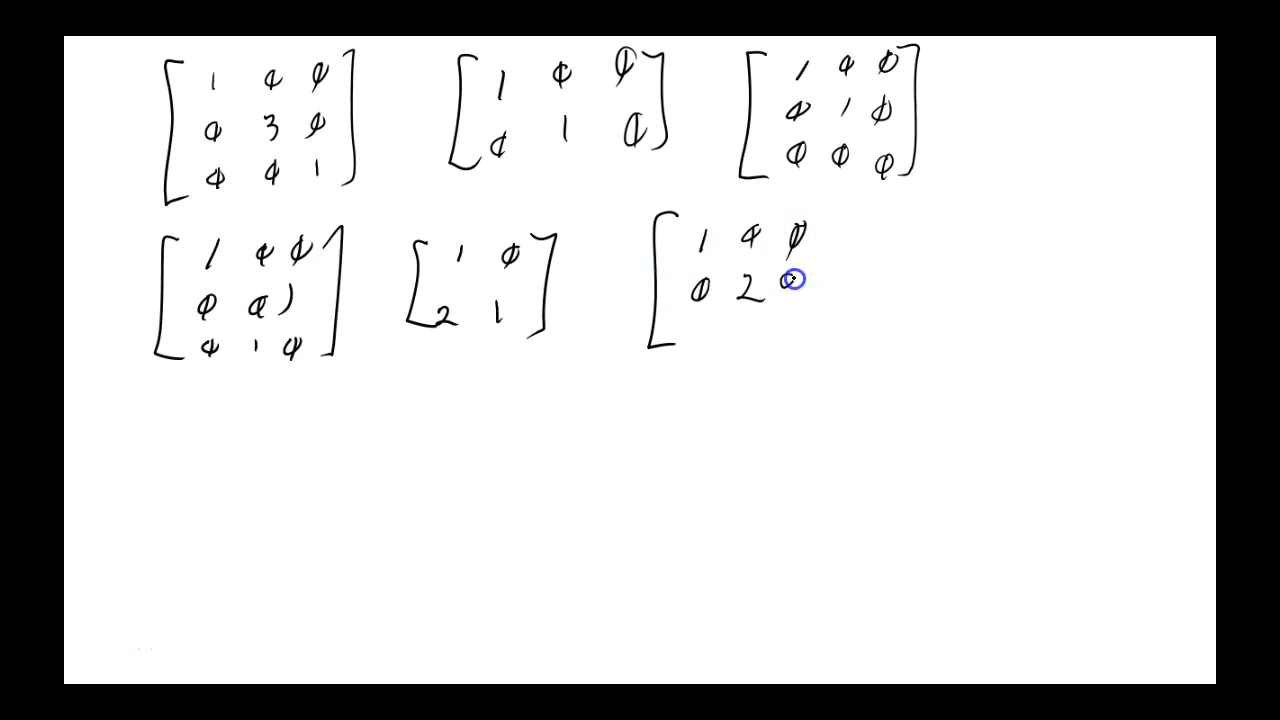 1 0 0 1 0 0 1 0 0
0 3 0 0 1 0 0 1 0
0 0 1 0 0 0
1 0 0 1 0 1 0 0
0 0 1 2 1 0 2 0
0 1 0